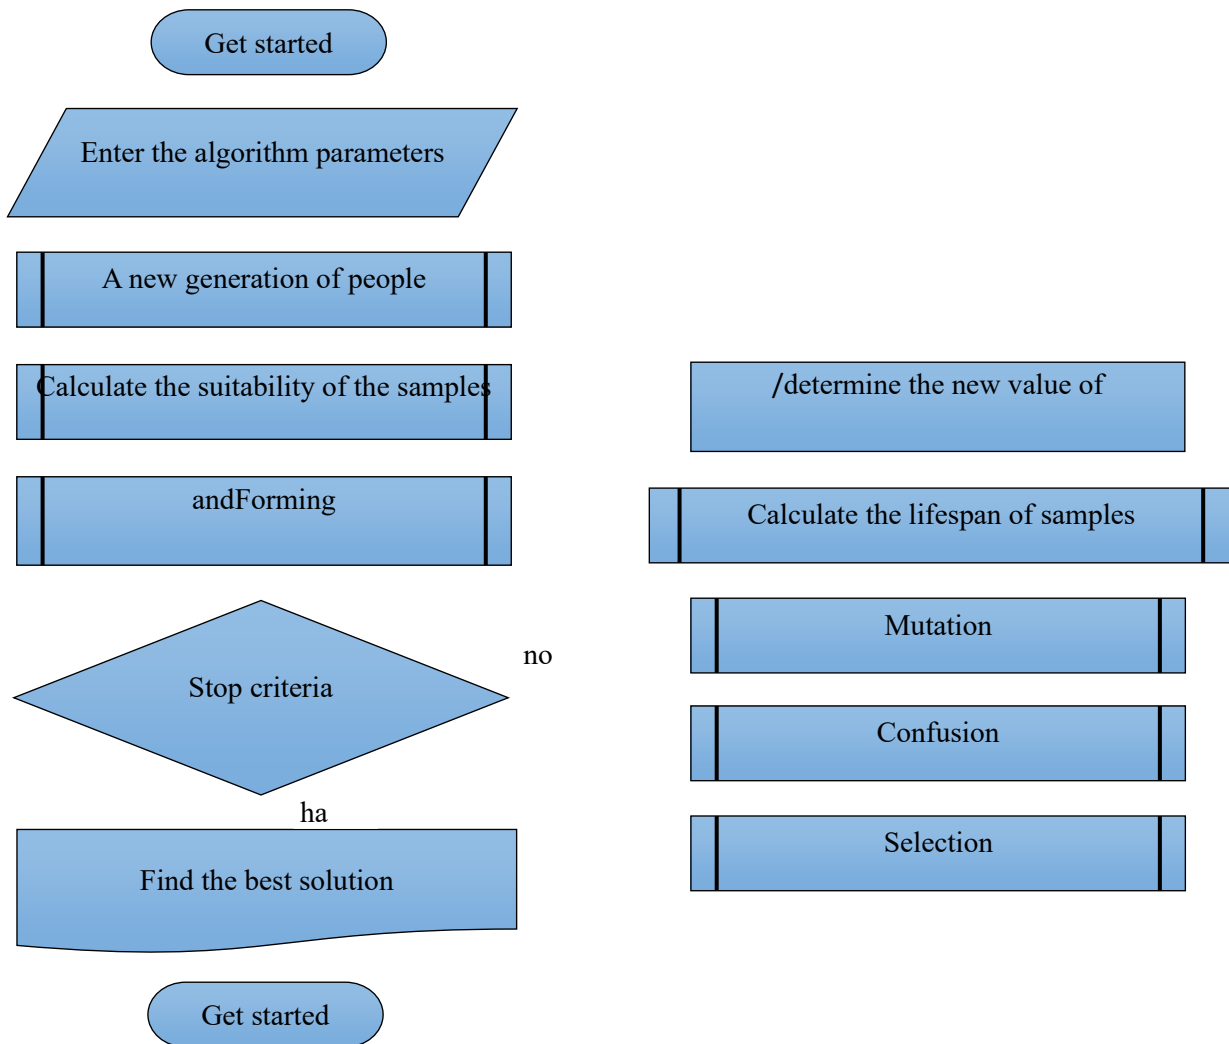 Get started
Enter the algorithm parameters
A new generation of people
Calculate the suitability of the samples
andForming
Stop criteria
no
ha
Find the best solution
Get started
/determine the new value of
Calculate the lifespan of samples
Mutation
Confusion
Selection